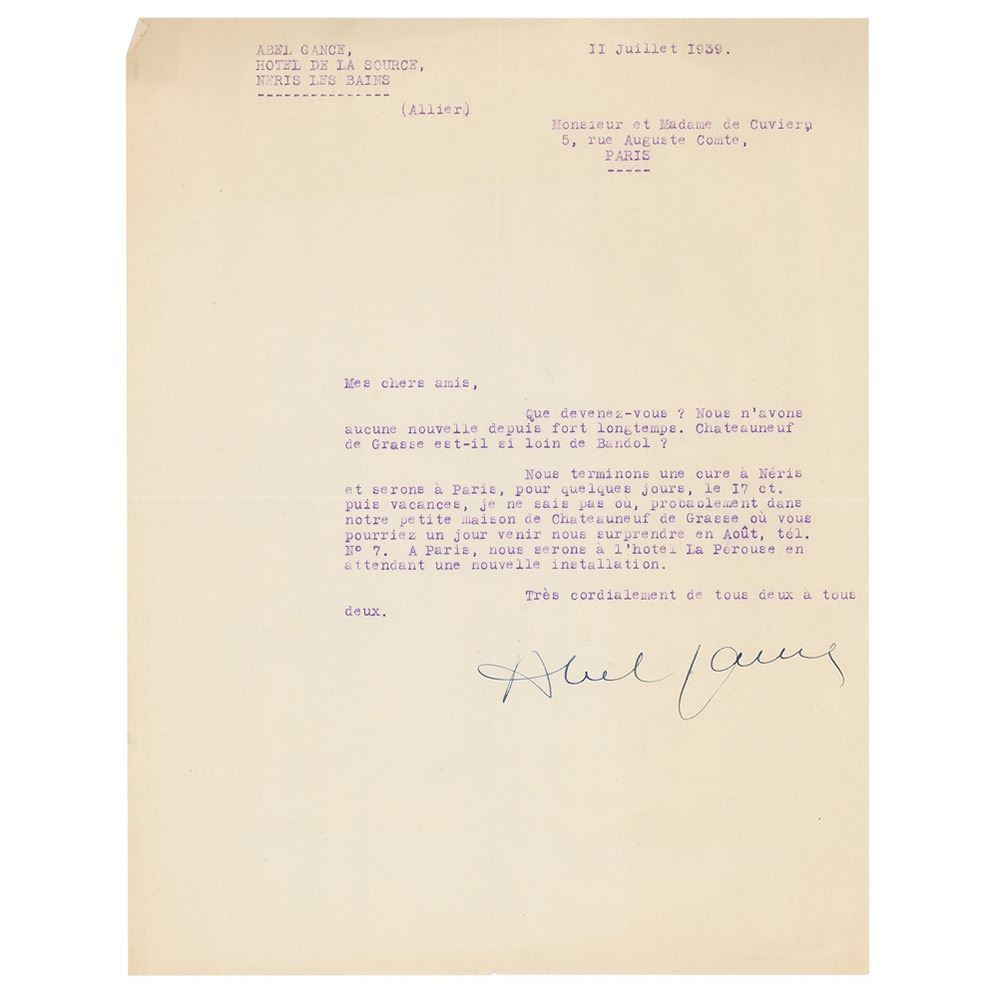 ABEL GANCE,
HOTEL DE LA SOURCE,
NERIS LES BAINS
(Allier)
II Juillet I939.
Monsieur et Madame de Cuviern
5, rue Auguste Comte,
PARIS
Mes chers amis,
Que devenez-vous ? Nous n'avons
aucune nouvelle depuis fort longtemps. Chateauneuf
de Grasse est-il si loin de Bandol ?
Nous terminons une cure à Néris
et serons à Paris, pour quelques jours, le I7 ct.
puis vacances, je ne sais pas ou, probablement dans
notre petite maison de Chateauneuf de Grasse où vous
pourriez un jour venir nous surprendre en Août, tél.
N° 7. A Paris, nous serons à l'hotel La Pérouse en
attendant une nouvelle installation.
Très cordialement de tous deux à tous
deux.
Abel Gance